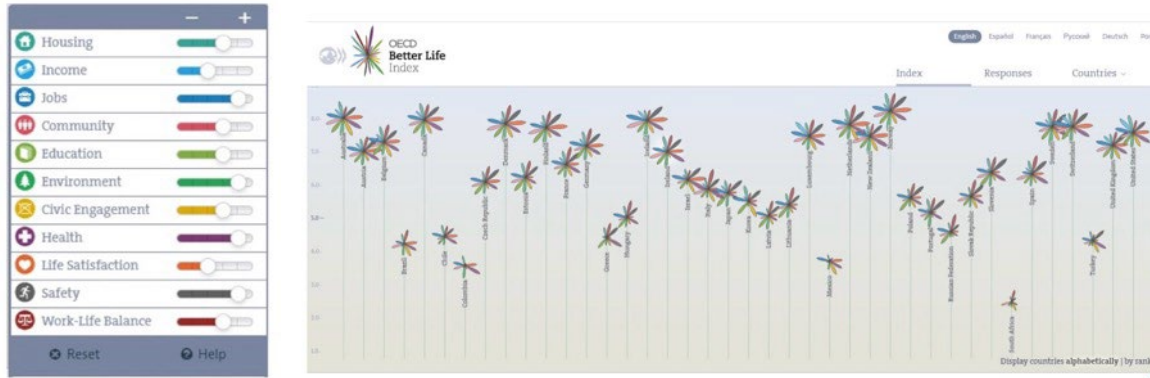 − +
Housing
Income
Jobs
Community
Education
Environment
Civic Engagement
Health
Life Satisfaction
Safety
Work-Life Balance
Reset Help
OECD
Better Life
Index
English Español Français Русский Deutsch
Index Responses Countries
Australia
Austria
Belgium
Brazil
Canada
Chile
Colombia
Czech Republic
Denmark
Estonia
Finland
France
Germany
Greece
Hungary
Iceland
Ireland
Israel
Italy
Japan
Korea
Latvia
Lithuania
Luxembourg
Mexico
Netherlands
New Zealand
Norway
Poland
Portugal
Russian Federation
Slovak Republic
Slovenia
South Africa
Spain
Sweden
Switzerland
Turkey
United Kingdom
United States
Display countries alphabetically | by rank